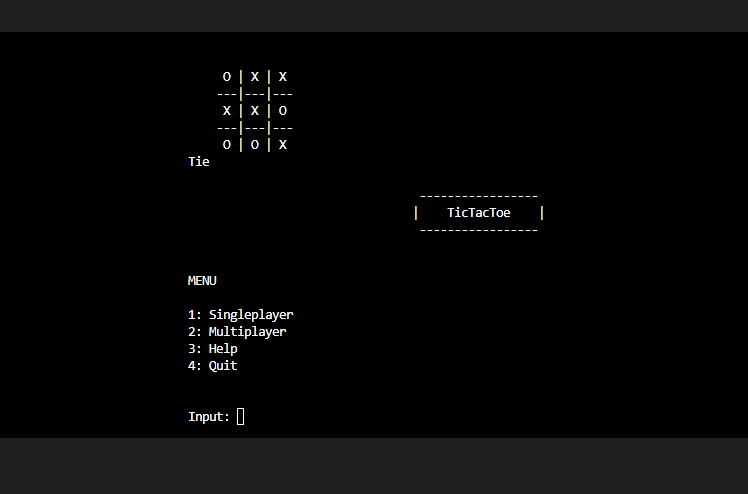 O | X | X
---|---|---
X | X | O
---|---|---
O | O | X
Tie
-----------------
|    TicTacToe    |
-----------------
MENU
1: Singleplayer
2: Multiplayer
3: Help
4: Quit
Input: